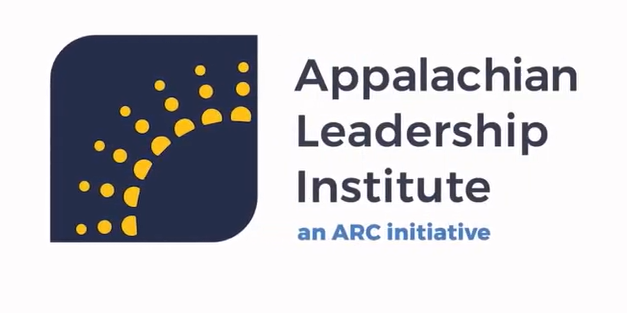 Appalachian
Leadership
Institute
an ARC initiative